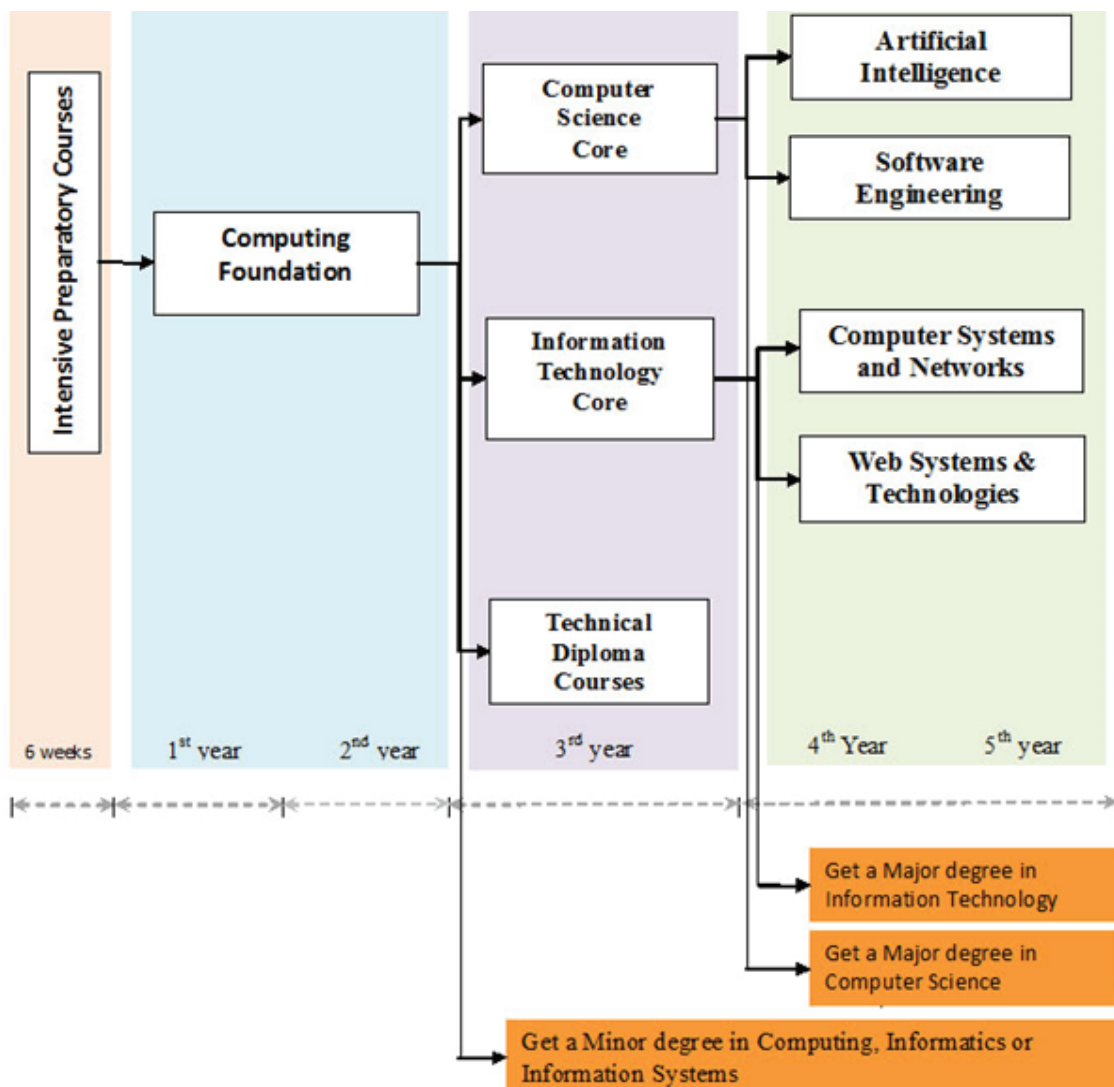 Intensive Preparatory Courses
Computing
Foundation
Computer
Science
Core
Information
Technology
Core
Technical
Diploma
Courses
Artificial
Intelligence
Software
Engineering
Computer Systems
and Networks
Web Systems &
Technologies
6 weeks
1st year
2nd year
3rd year
4th Year
5th year
Get a Major degree in
Information Technology
Get a Major degree in
Computer Science
Get a Minor degree in Computing, Informatics or
Information Systems